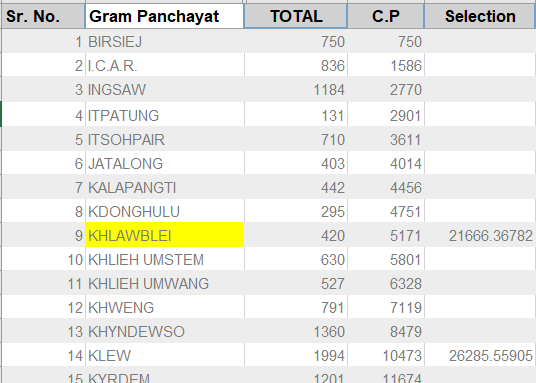 Sr. No. Gram Panchayat TOTAL C.P Selection
1 BIRSIEJ 750 750
2 I.C.A.R. 836 1586
3 INGSAW 1184 2770
4 ITPATUNG 131 2901
5 ITSOHPAIR 710 3611
6 JATALONG 403 4014
7 KALAPANGTI 442 4456
8 KDONGHULU 295 4751
9 KHLAWBLEI 420 5171 21666.36782
10 KHLIEH UMSTEM 630 5801
11 KHLIEH UMWANG 527 6328
12 KHWENG 791 7119
13 KHYNDEWSO 1360 8479
14 KLEW 1994 10473 26285.55905
15 KYRDEM 1201 11674